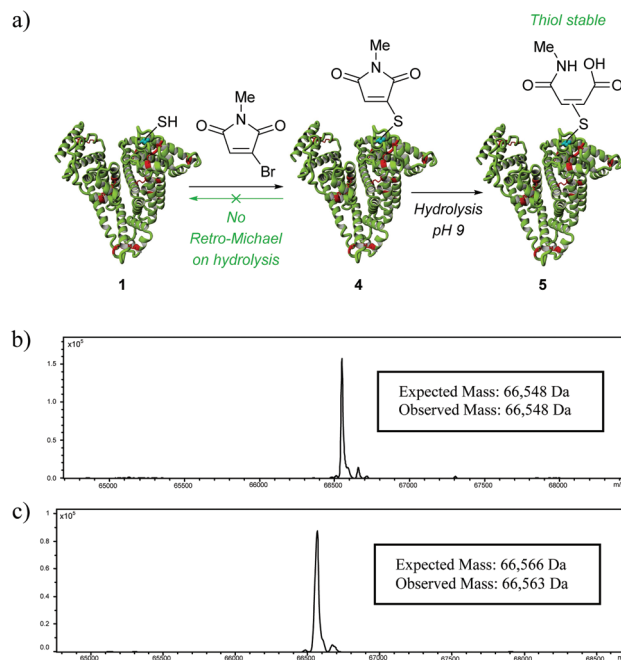 a)
Thiol stable
Me
NH
OH
O
O
S
Me
N
O
O
S
SH
Me
N
O
O
Br
No
Retro-Michael
on hydrolysis
Hydrolysis
pH 9
1
4
5
b)
x10⁵
1.5
1.0
0.5
0.0
Expected Mass: 66,548 Da
Observed Mass: 66,548 Da
65000 65500 66000 66500 67000 67500 68000
c)
1 x10⁵
0.8
0.6
0.4
0.2
0.0
Expected Mass: 66,566 Da
Observed Mass: 66,563 Da
65000 65500 66000 66500 67000 67500 68000 68500